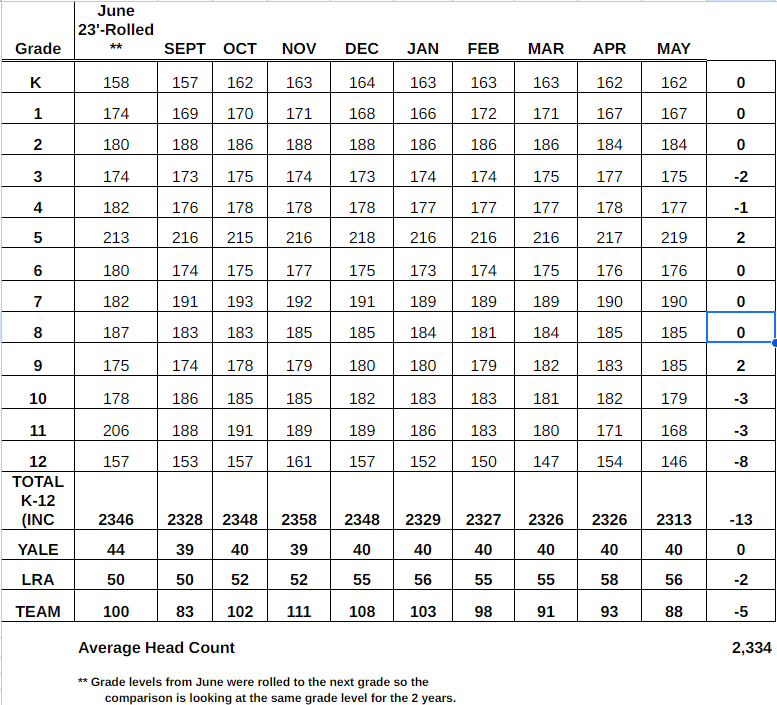 June
23'-Rolled
Grade ** SEPT OCT NOV DEC JAN FEB MAR APR MAY
K 158 157 162 163 164 163 163 163 162 162 0
1 174 169 170 171 168 166 172 171 167 167 0
2 180 188 186 188 188 186 186 186 184 184 0
3 174 173 175 174 173 174 174 175 177 175 -2
4 182 176 178 178 178 177 177 177 178 177 -1
5 213 216 215 216 218 216 216 216 217 219 2
6 180 174 175 177 175 173 174 175 176 176 0
7 182 191 193 192 191 189 189 189 190 190 0
8 187 183 183 185 185 184 181 184 185 185 0
9 175 174 178 179 180 180 179 182 183 185 2
10 178 186 185 185 182 183 183 181 182 179 -3
11 206 188 191 189 189 186 183 180 171 168 -3
12 157 153 157 161 157 152 150 147 154 146 -8
TOTAL
K-12
(INC 2346 2328 2348 2358 2348 2329 2327 2326 2326 2313 -13
YALE 44 39 40 39 40 40 40 40 40 40 0
LRA 50 50 52 52 55 56 55 55 58 56 -2
TEAM 100 83 102 111 108 103 98 91 93 88 -5
Average Head Count 2,334
** Grade levels from June were rolled to the next grade so the
comparison is looking at the same grade level for the 2 years.